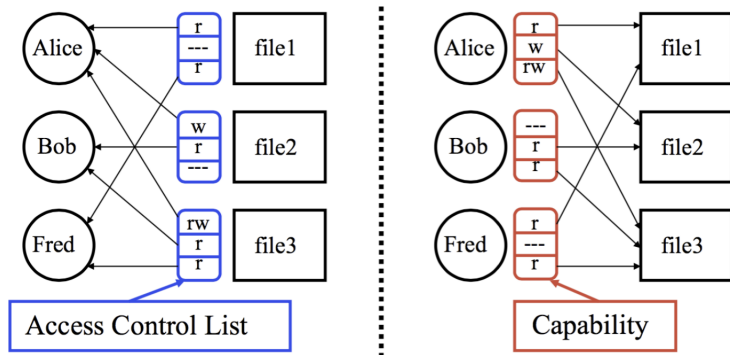 Alice
r
---
r
file1
Bob
w
r
---
file2
Fred
rw
r
r
file3
Access Control List
Alice
r
w
rw
file1
Bob
---
r
r
file2
Fred
r
---
r
file3
Capability